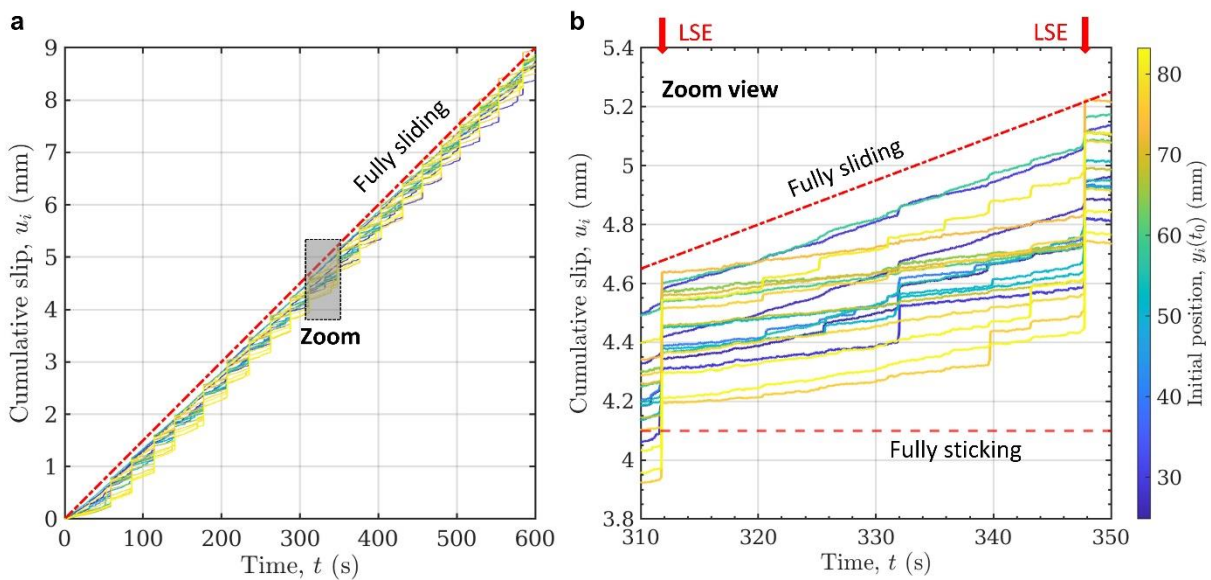 a
9
8
7
6
5
4
3
2
1
0
Cumulative slip, u_i (mm)
Fully sliding
Zoom
0 100 200 300 400 500 600
Time, t (s)
b
LSE
LSE
5.4
5.2
5
4.8
4.6
4.4
4.2
4
3.8
Cumulative slip, u_i (mm)
Zoom view
Fully sliding
Fully sticking
310 320 330 340 350
Time, t (s)
80
70
60
50
40
30
Initial position, y_i(t_0) (mm)